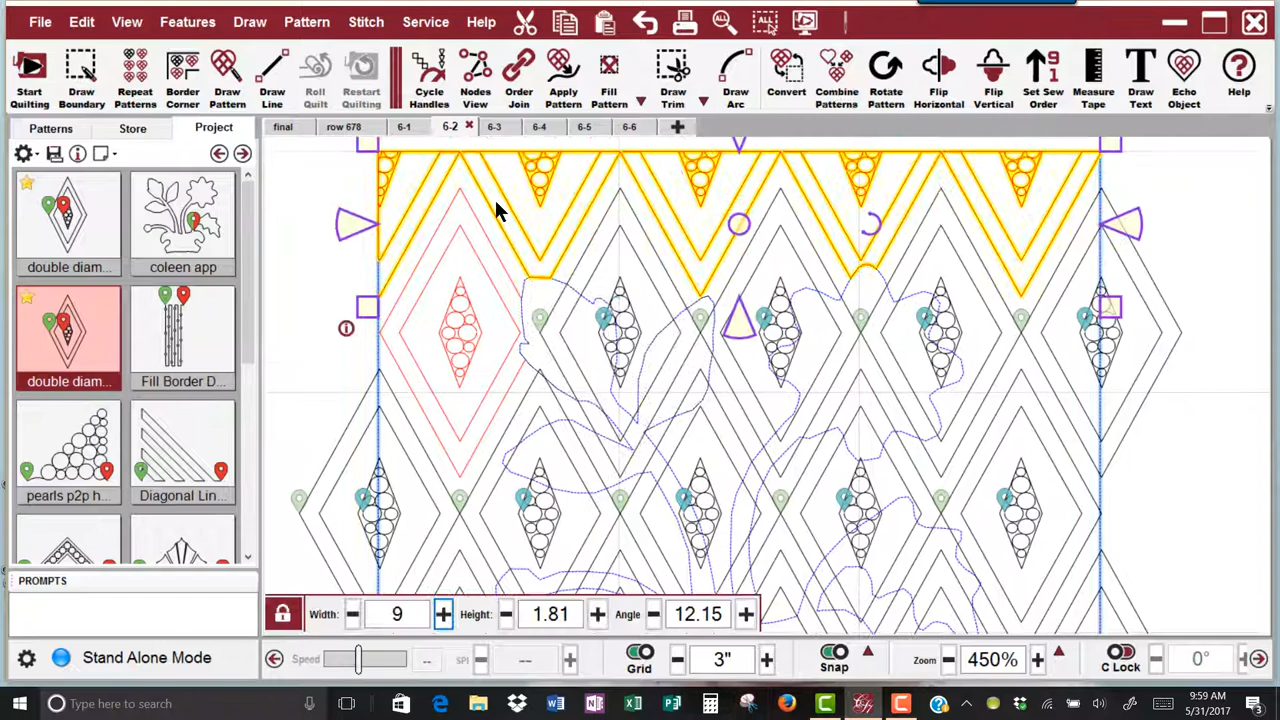 File Edit View Features Draw Pattern Stitch Service Help ALL
Start Quilting
Draw Boundary
Repeat Patterns
Border Corner
Draw Pattern
Draw Line
Roll Quilt
Restart Quilting
Cycle Handles
Nodes View
Order Join
Apply Pattern
Fill Pattern
Draw Trim
Draw Arc
Convert
Combine Patterns
Rotate Pattern
Flip Horizontal
Flip Vertical
9 1
Set Sew Order
Measure Tape
Draw Text
Echo Object
? Help
Patterns Store Project
final row 678 6-1 6-2 6-3 6-4 6-5 6-6
double diam...
coleen app
double diam...
Fill Border D...
pearls p2p h...
Diagonal Lin...
PROMPTS
Width: 9 Height: 1.81 Angle 12.15
Stand Alone Mode
Speed -- SPI -- Grid 3" Snap Zoom 450% C Lock 0°
Type here to search
9:59 AM
5/31/2017